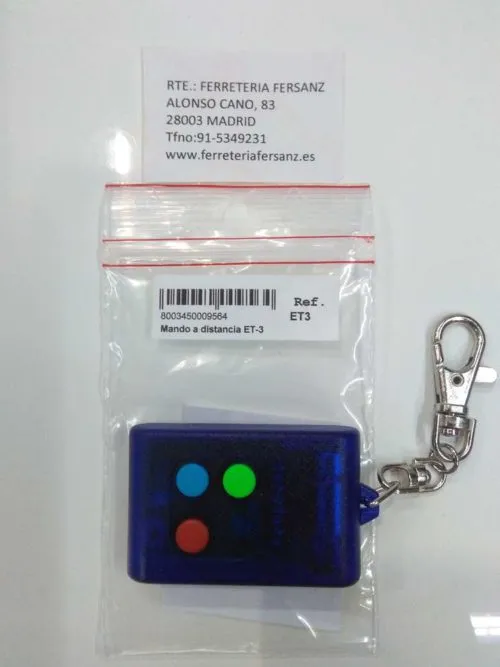 RTE.: FERRETERIA FERSANZ
ALONSO CANO, 83
28003 MADRID
Tfno:91-5349231
www.ferreteriafersanz.es
Ref.
8003450009564 ET3
Mando a distancia ET-3